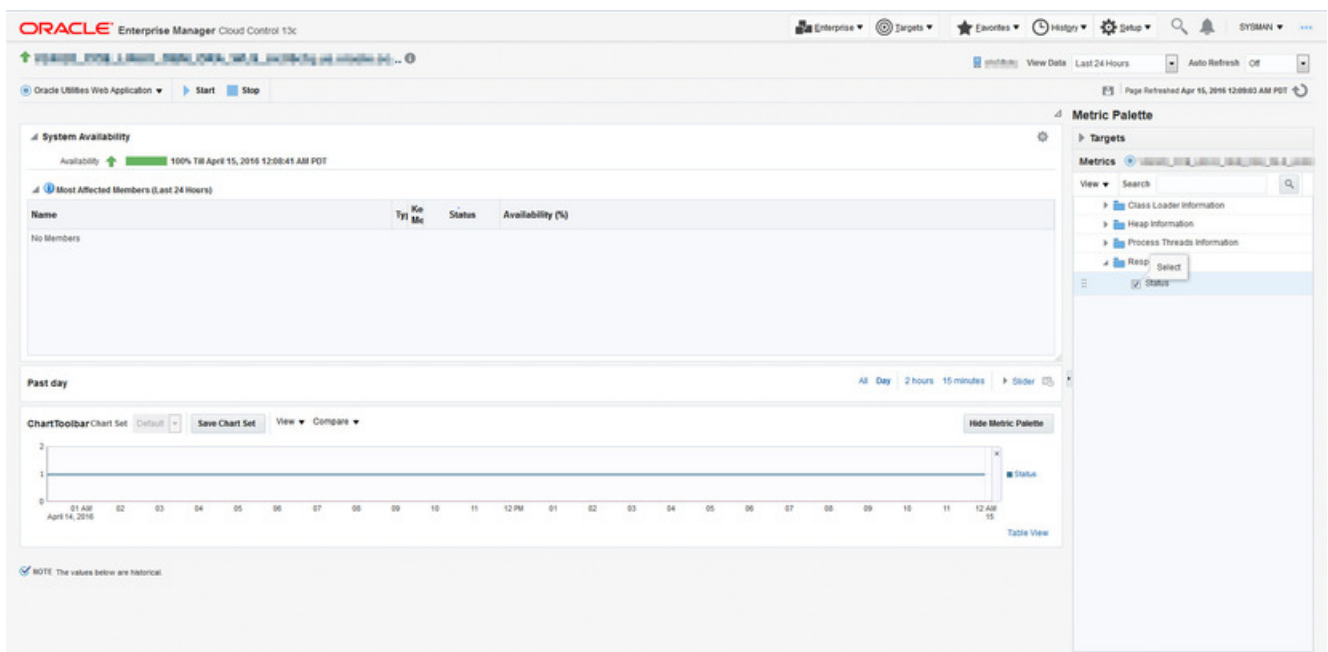 ORACLE Enterprise Manager Cloud Control 13c
Enterprise Targets Favorites History Setup SYSMAN
View Data Last 24 Hours Auto Refresh Off
Oracle Utilities Web Application Start Stop
Page Refreshed Apr 15, 2016 12:09:03 AM PDT
System Availability
Availability 100% Till April 15, 2016 12:08:41 AM PDT
Most Affected Members (Last 24 Hours)
Name Typ Ke Mc Status Availability (%)
No Members
Past day
All Day 2 hours 15 minutes Slider
ChartToolbar Chart Set Default Save Chart Set View Compare Hide Metric Palette
2
1
0
Status
01 AM 02 03 04 05 06 07 08 09 10 11 12 PM 01 02 03 04 05 06 07 08 09 10 11 12 AM
April 14, 2016 15
Table View
NOTE The values below are historical.
Metric Palette
Targets
Metrics
View Search
Class Loader Information
Heap Information
Process Threads Information
Resp
Select
Status